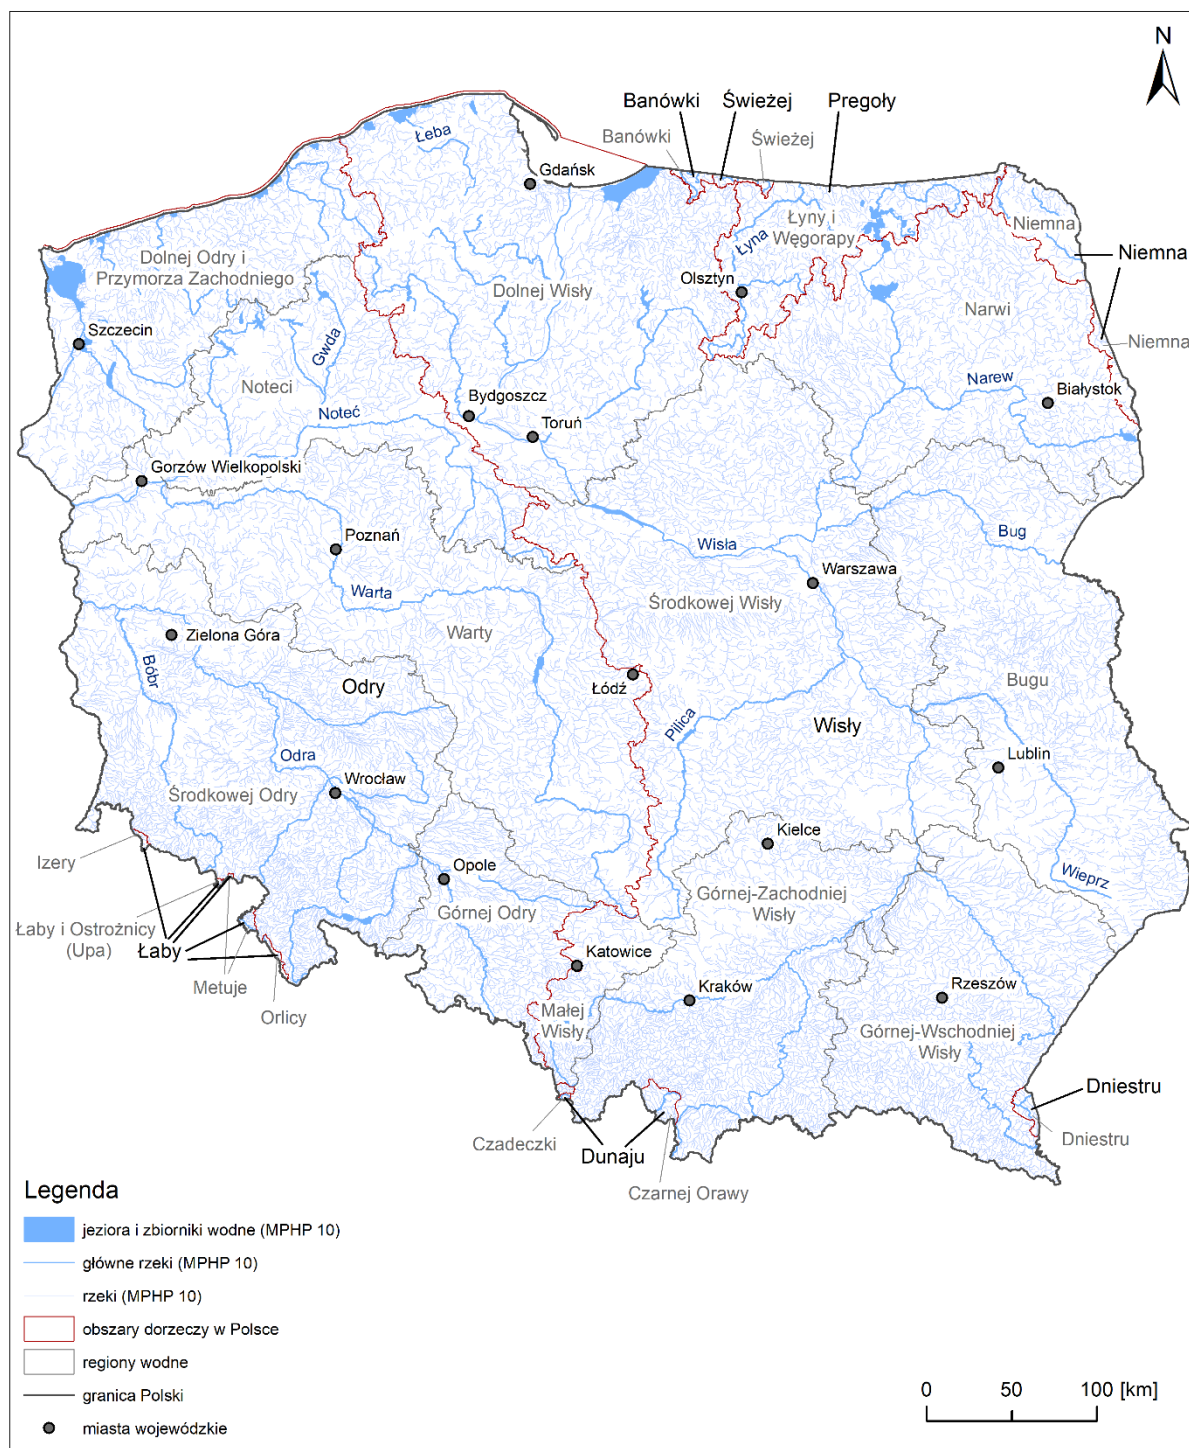 N
Banówki
Świeżej
Pregoły
Banówki
Świeżej
Łeba
Gdańsk
Łyny i
Węgorapy
Niemna
Niemna
Łyna
Dolnej Odry i
Przymorza Zachodniego
Dolnej Wisły
Olsztyn
Narwi
Szczecin
Gwda
Niemna
Noteci
Narew
Białystok
Bydgoszcz
Noteć
Toruń
Gorzów Wielkopolski
Poznań
Wisła
Bug
Warszawa
Warta
Środkowej Wisły
Zielona Góra
Warty
Bóbr
Odry
Łódź
Bugu
Pilica
Wisły
Odra
Lublin
Wrocław
Środkowej Odry
Kielce
Izery
Opole
Wieprz
Górnej-Zachodniej
Wisły
Górnej Odry
Łaby i Ostrożnicy
(Upa)
Łaby
Katowice
Metuje
Kraków
Rzeszów
Orlicy
Małej
Wisły
Górnej-Wschodniej
Wisły
Dniestru
Czadeczki
Dunaju
Dniestru
Czarnej Orawy
Legenda
jeziora i zbiorniki wodne (MPHP 10)
główne rzeki (MPHP 10)
rzeki (MPHP 10)
obszary dorzeczy w Polsce
regiony wodne
granica Polski
miasta wojewódzkie
0 50 100 [km]